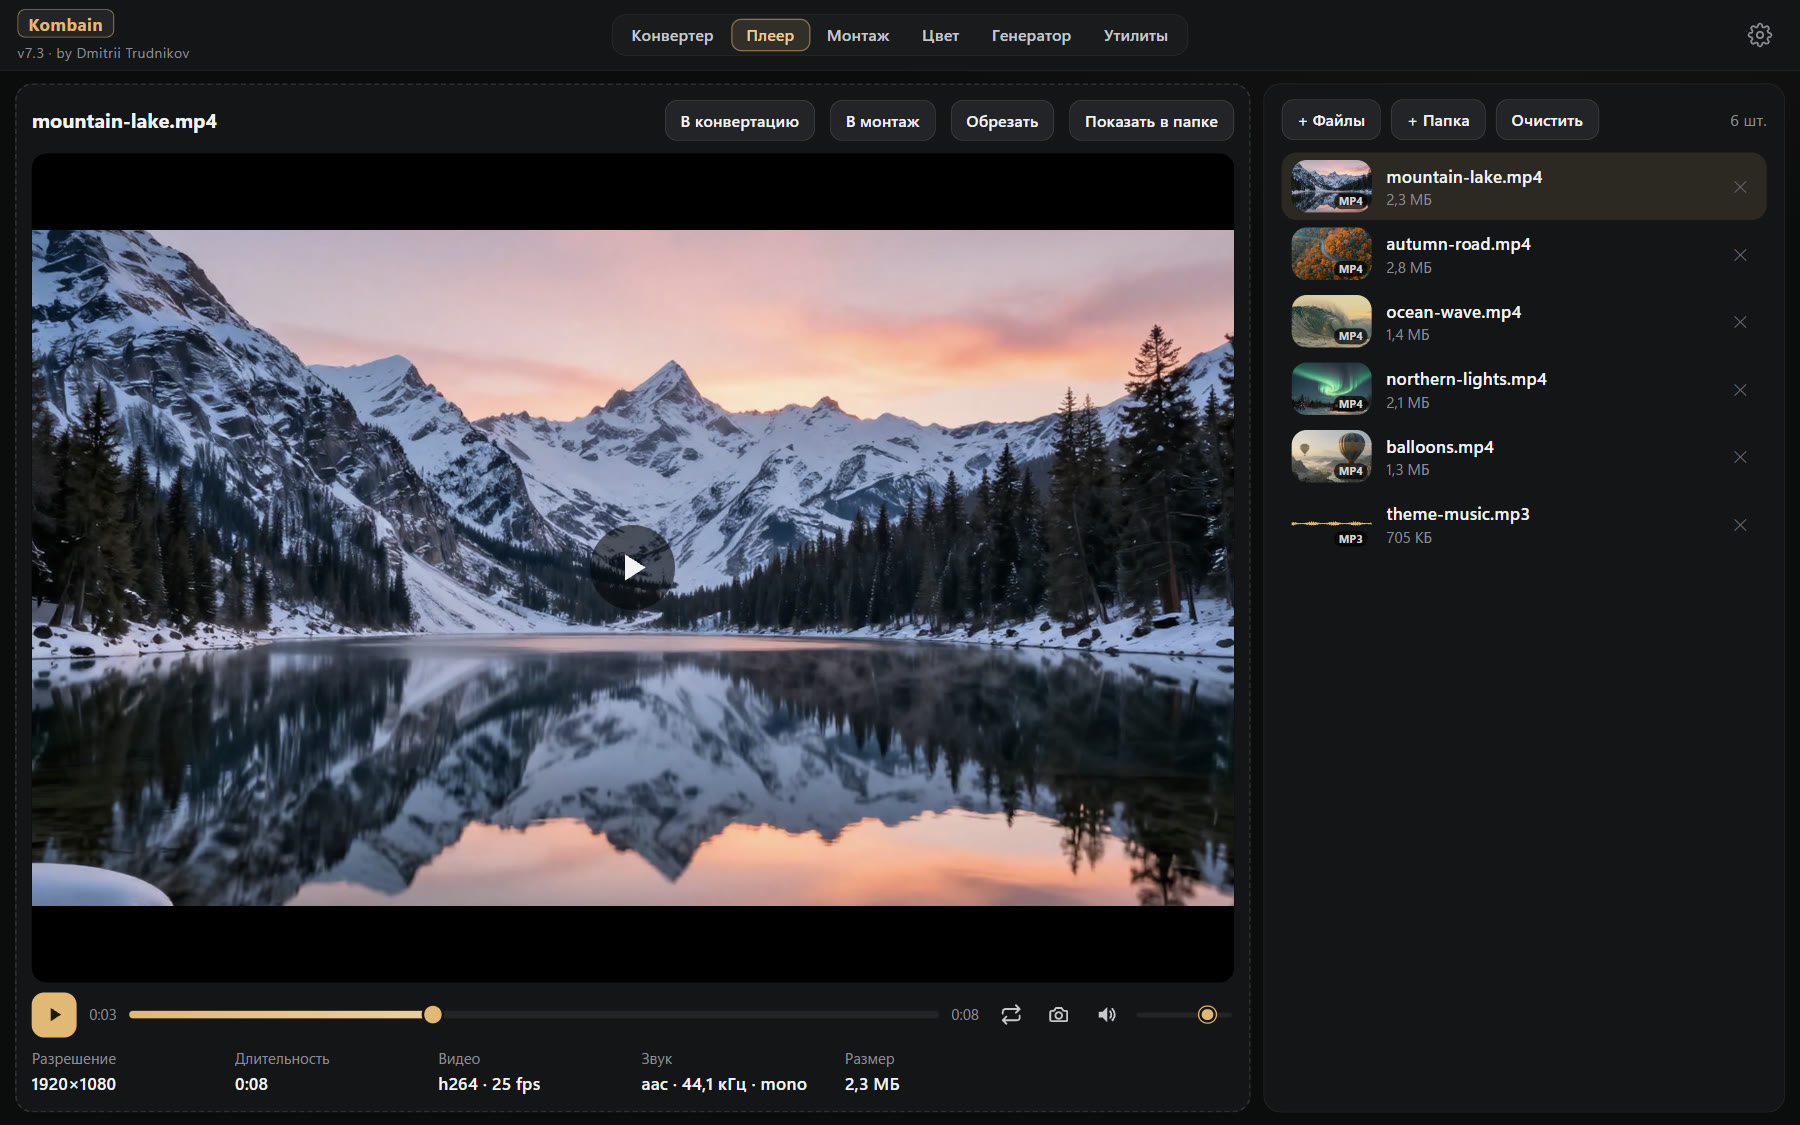 Kombain
v7.3 · by Dmitrii Trudnikov
Конвертер
Плеер
Монтаж
Цвет
Генератор
Утилиты
mountain-lake.mp4
В конвертацию
В монтаж
Обрезать
Показать в папке
0:03
0:08
Разрешение
1920×1080
Длительность
0:08
Видео
h264 · 25 fps
Звук
aac · 44,1 кГц · mono
Размер
2,3 МБ
+ Файлы
+ Папка
Очистить
6 шт.
MP4
mountain-lake.mp4
2,3 МБ
MP4
autumn-road.mp4
2,8 МБ
MP4
ocean-wave.mp4
1,4 МБ
MP4
northern-lights.mp4
2,1 МБ
MP4
balloons.mp4
1,3 МБ
MP3
theme-music.mp3
705 КБ